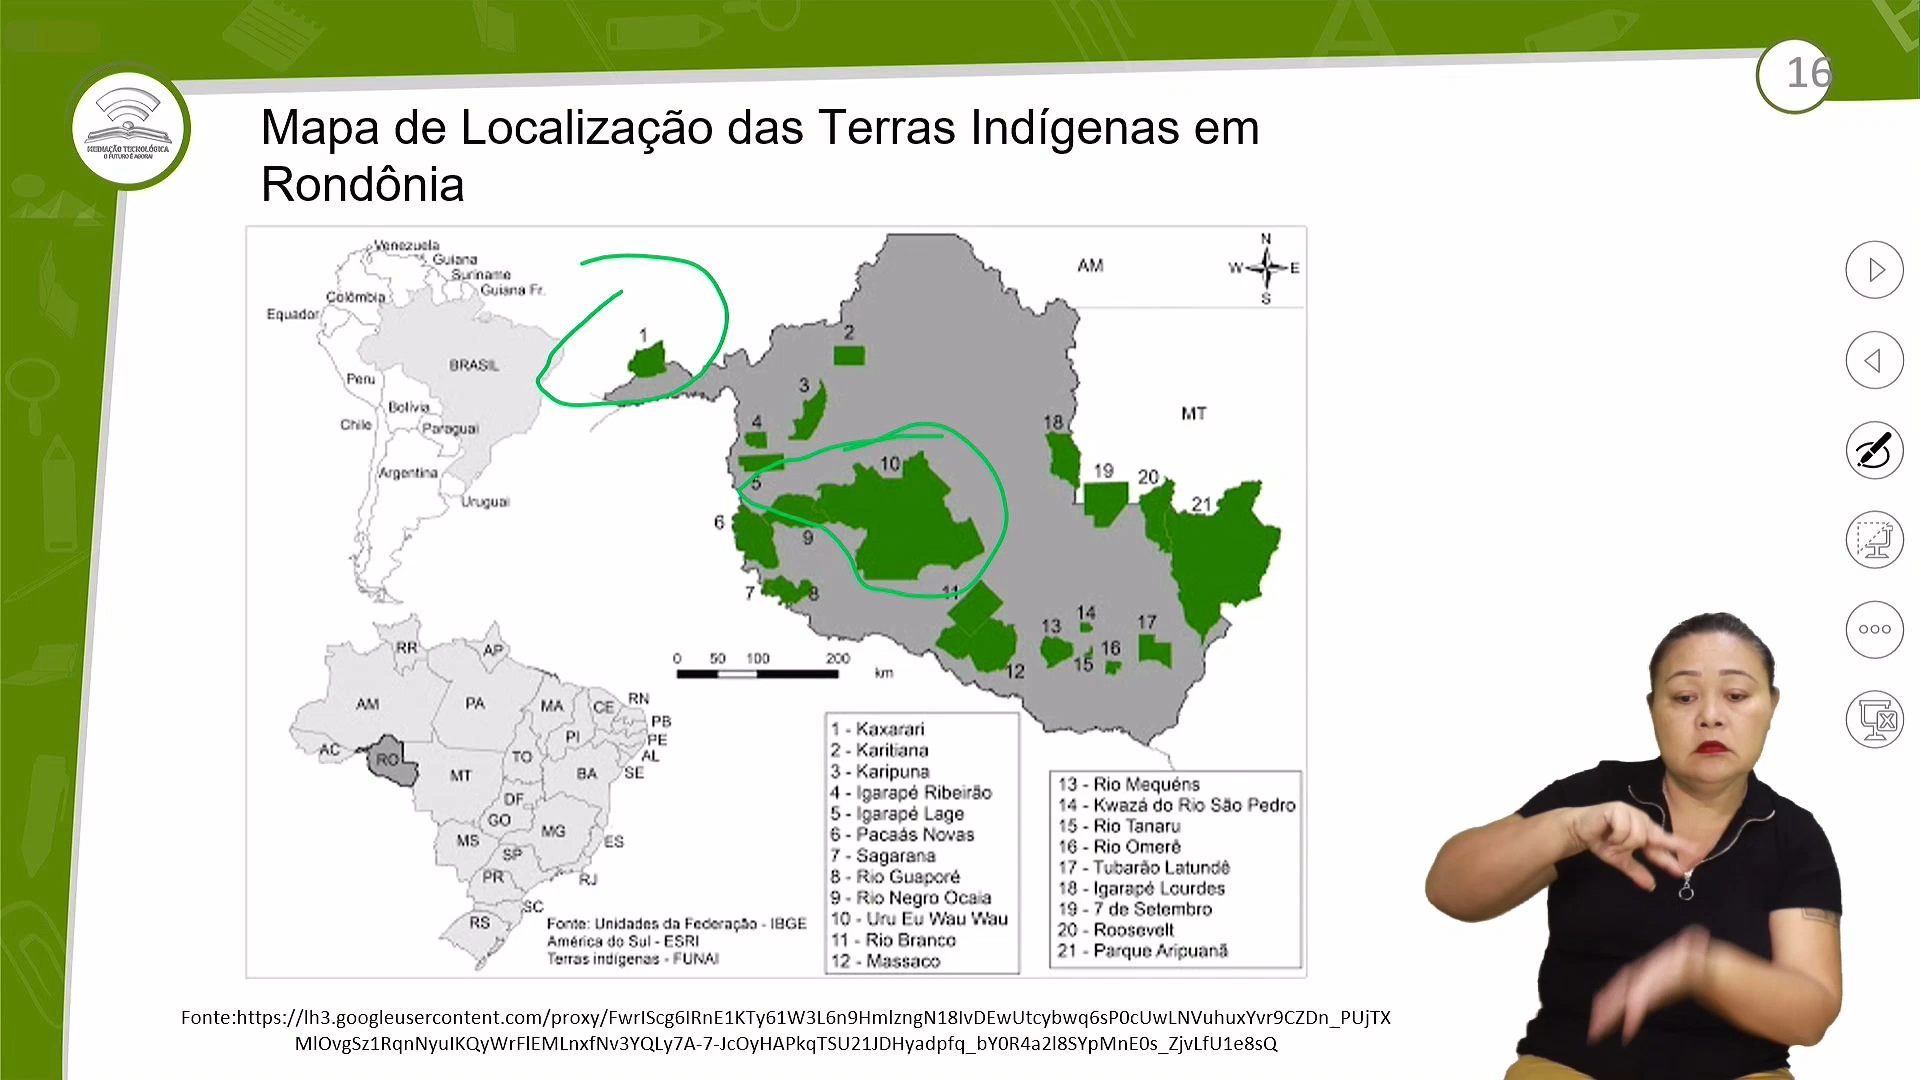 16
MEDIAÇÃO TECNOLÓGICA
O FUTURO É AGORA!
Mapa de Localização das Terras Indígenas em
Rondônia
Venezuela
Guiana
Suriname
Guiana Fr.
Colômbia
Equador
BRASIL
Peru
Bolívia
Chile
Paraguai
Argentina
Uruguai
N
W
E
S
AM
MT
1
2
3
4
5
6
7
8
9
10
11
12
13
14
15
16
17
18
19
20
21
0 50 100 200 km
RR
AP
AM
PA
MA
CE
RN
PB
PE
AL
SE
PI
AC
RO
TO
BA
MT
DF
GO
MG
ES
MS
SP
RJ
PR
SC
RS
Fonte: Unidades da Federação - IBGE
América do Sul - ESRI
Terras indígenas - FUNAI
1 - Kaxarari
2 - Karitiana
3 - Karipuna
4 - Igarapé Ribeirão
5 - Igarapé Lage
6 - Pacaás Novas
7 - Sagarana
8 - Rio Guaporé
9 - Rio Negro Ocaia
10 - Uru Eu Wau Wau
11 - Rio Branco
12 - Massaco
13 - Rio Mequéns
14 - Kwazá do Rio São Pedro
15 - Rio Tanaru
16 - Rio Omerê
17 - Tubarão Latundê
18 - Igarapé Lourdes
19 - 7 de Setembro
20 - Roosevelt
21 - Parque Aripuanã
Fonte:https://lh3.googleusercontent.com/proxy/FwrIScg6IRnE1KTy61W3L6n9HmlzngN18IvDEwUtcybwq6sP0cUwLNVuhuxYvr9CZDn_PUjTX
MlOvgSz1RqnNyuIKQyWrFlEMLnxfNv3YQLy7A-7-JcOyHAPkqTSU21JDHyadpfq_bY0R4a2l8SYpMnE0s_ZjvLfU1e8sQ